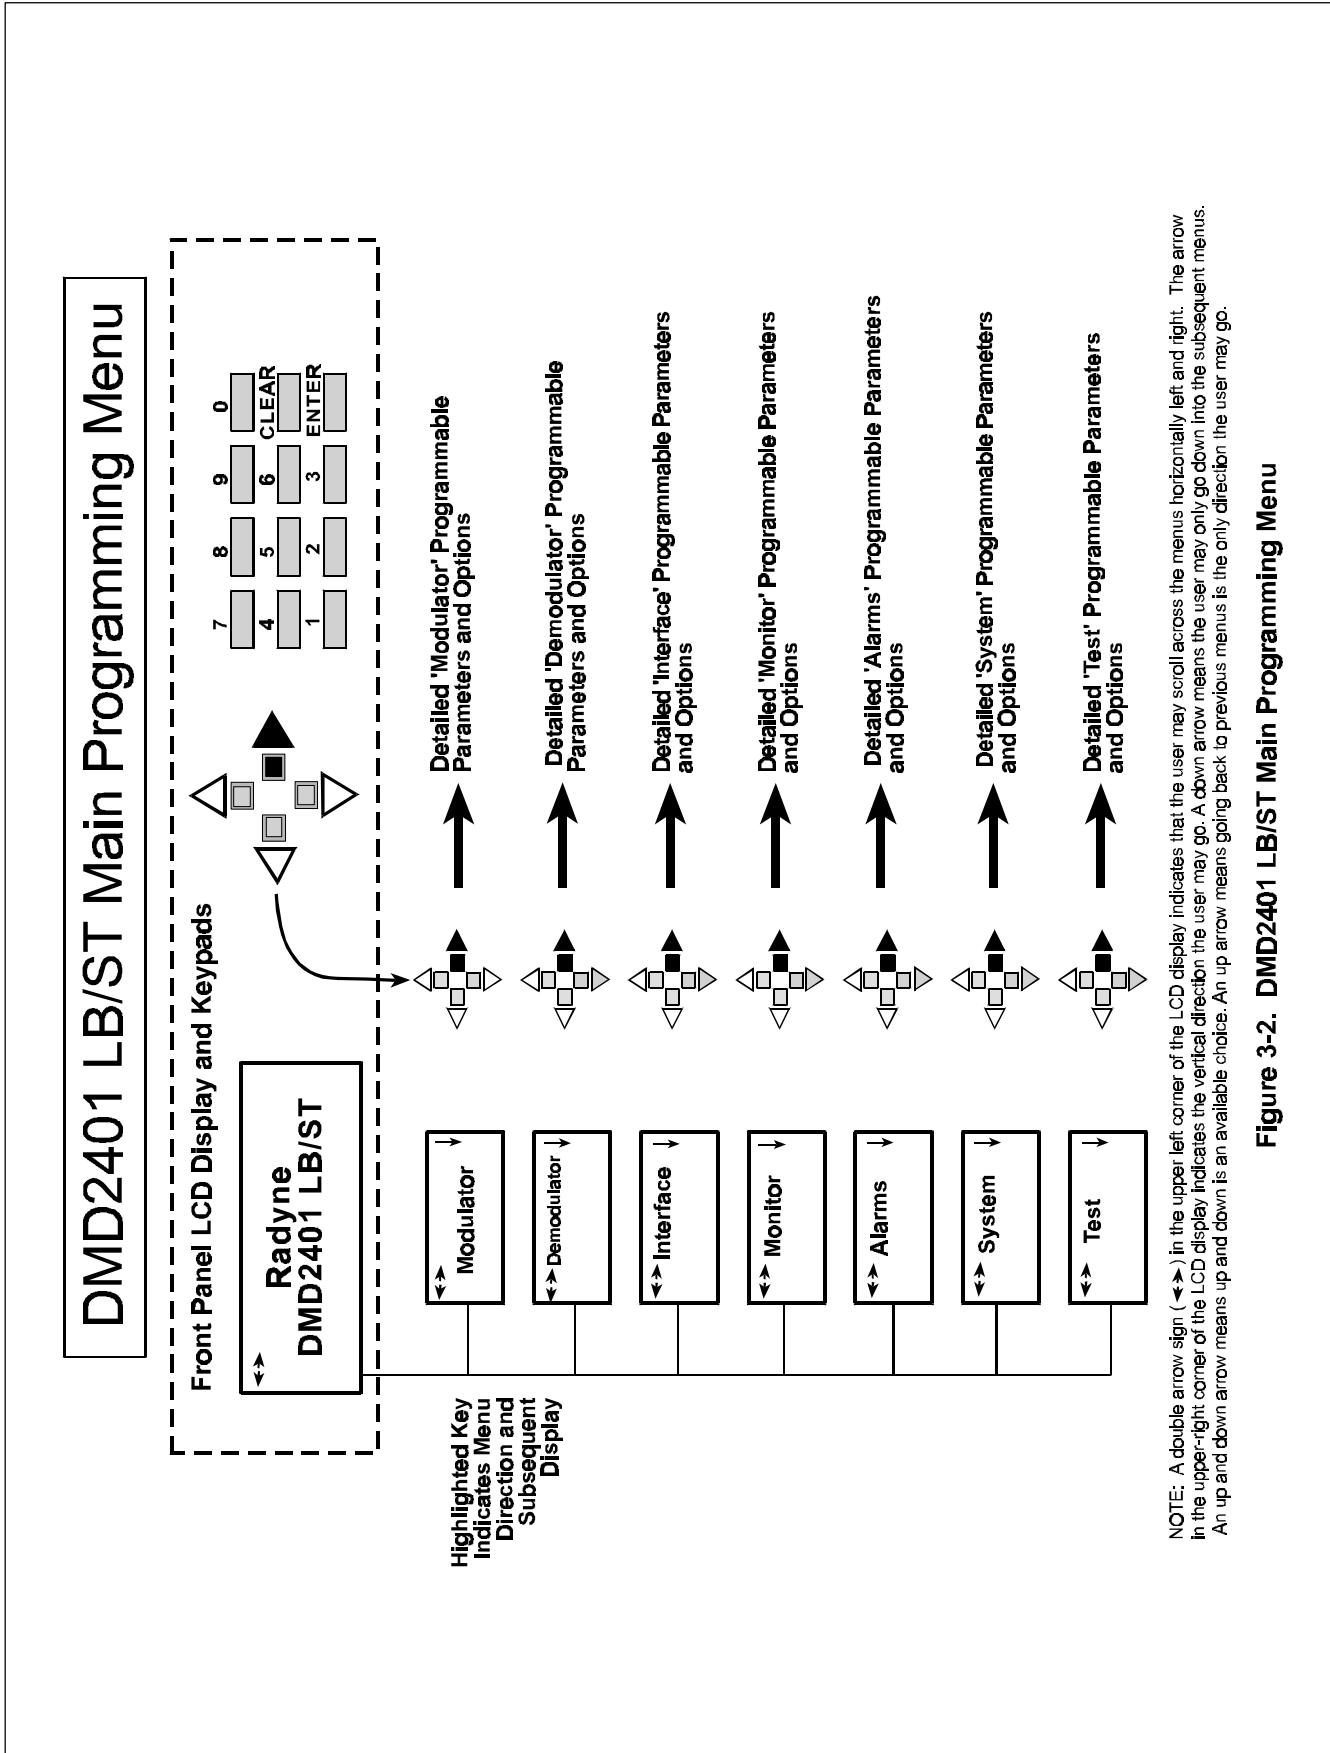 DMD2401 LB/ST Main Programming Menu
Front Panel LCD Display and Keypads
Radyne
DMD2401 LB/ST
7 8 9 0
4 5 6 CLEAR
1 2 3 ENTER
Highlighted Key
Indicates Menu
Direction and
Subsequent
Display
Modulator
Detailed 'Modulator' Programmable
Parameters and Options
Demodulator
Detailed 'Demodulator' Programmable
Parameters and Options
Interface
Detailed 'Interface' Programmable Parameters
and Options
Monitor
Detailed 'Monitor' Programmable Parameters
and Options
Alarms
Detailed 'Alarms' Programmable Parameters
and Options
System
Detailed 'System' Programmable Parameters
and Options
Test
Detailed 'Test' Programmable Parameters
and Options
NOTE: A double arrow sign (◄►) in the upper left corner of the LCD display indicates that the user may scroll across the menus horizontally left and right. The arrow
in the upper-right corner of the LCD display indicates the vertical direction the user may go. A down arrow means the user may only go down into the subsequent menus.
An up and down arrow means up and down is an available choice. An up arrow means going back to previous menus is the only direction the user may go.
Figure 3-2. DMD2401 LB/ST Main Programming Menu